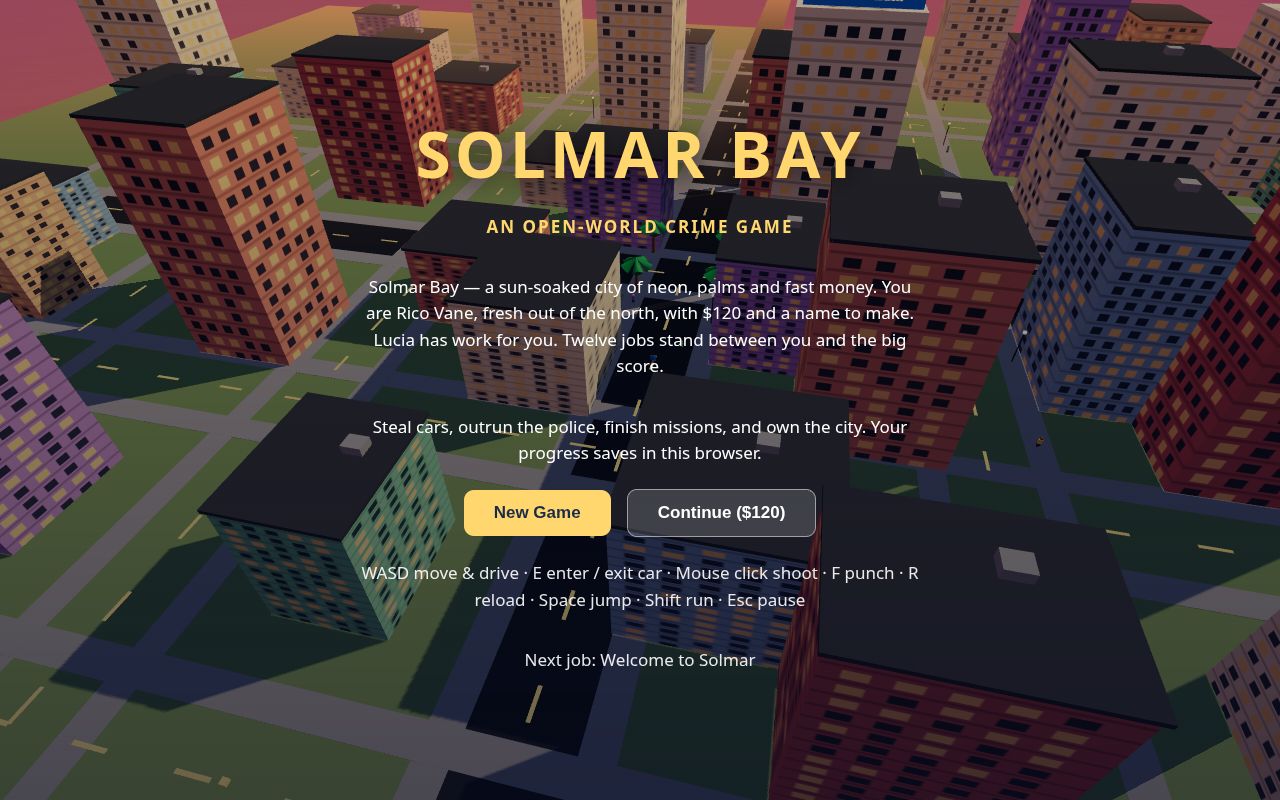 SOLMAR BAY
AN OPEN-WORLD CRIME GAME
Solmar Bay — a sun-soaked city of neon, palms and fast money. You
are Rico Vane, fresh out of the north, with $120 and a name to make.
Lucia has work for you. Twelve jobs stand between you and the big
score.
Steal cars, outrun the police, finish missions, and own the city. Your
progress saves in this browser.
New Game
Continue ($120)
WASD move & drive · E enter / exit car · Mouse click shoot · F punch · R
reload · Space jump · Shift run · Esc pause
Next job: Welcome to Solmar